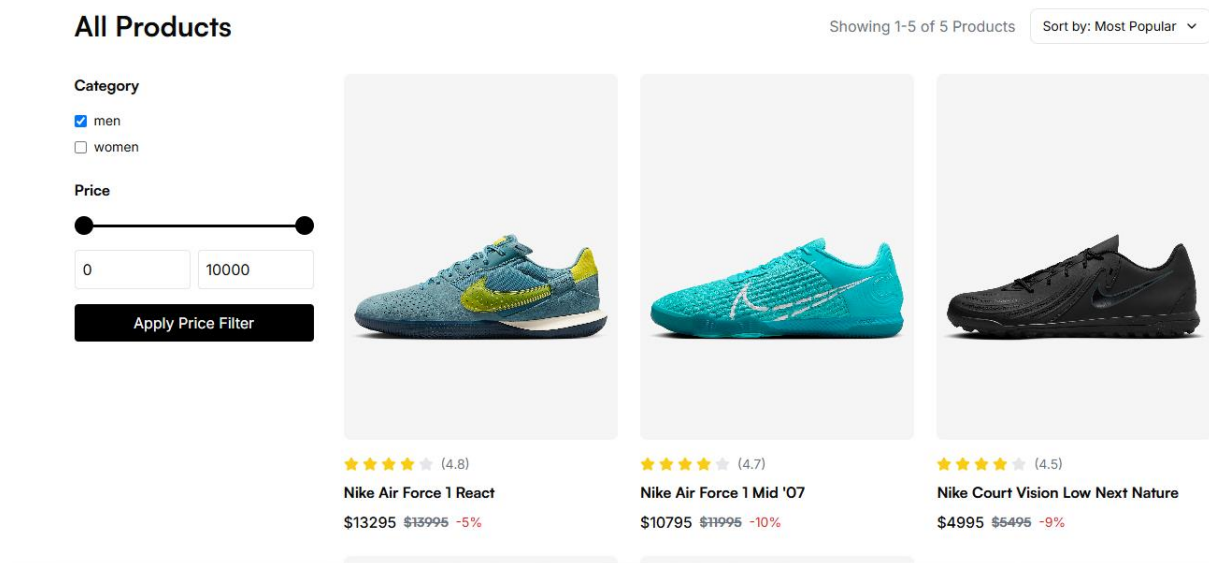 All Products
Showing 1-5 of 5 Products
Sort by: Most Popular
Category
men
women
Price
0
10000
Apply Price Filter
(4.8)
Nike Air Force 1 React
$13295 $13995 -5%
(4.7)
Nike Air Force 1 Mid '07
$10795 $11995 -10%
(4.5)
Nike Court Vision Low Next Nature
$4995 $5495 -9%